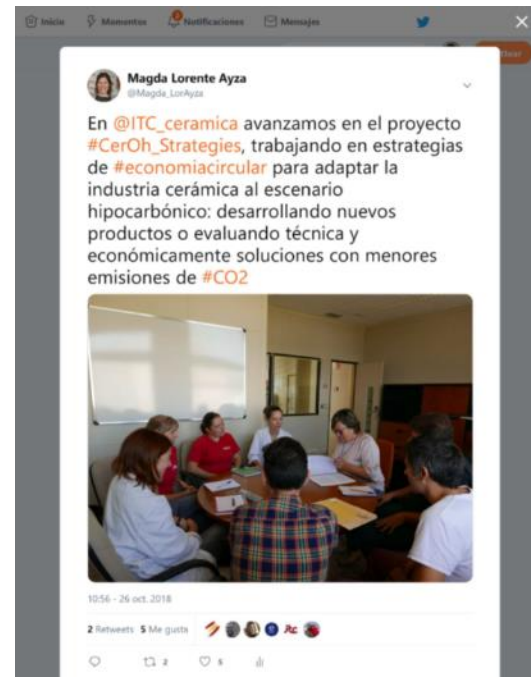 Inicio Momentos Notificaciones Mensajes
Magda Lorente Ayza
@Magda_LorAyza
En @ITC_ceramica avanzamos en el proyecto
#CerOh_Strategies, trabajando en estrategias
de #economiacircular para adaptar la
industria cerámica al escenario
hipocarbónico: desarrollando nuevos
productos o evaluando técnica y
económicamente soluciones con menores
emisiones de #CO2
10:56 - 26 oct. 2018
2 Retweets 5 Me gusta
2 5